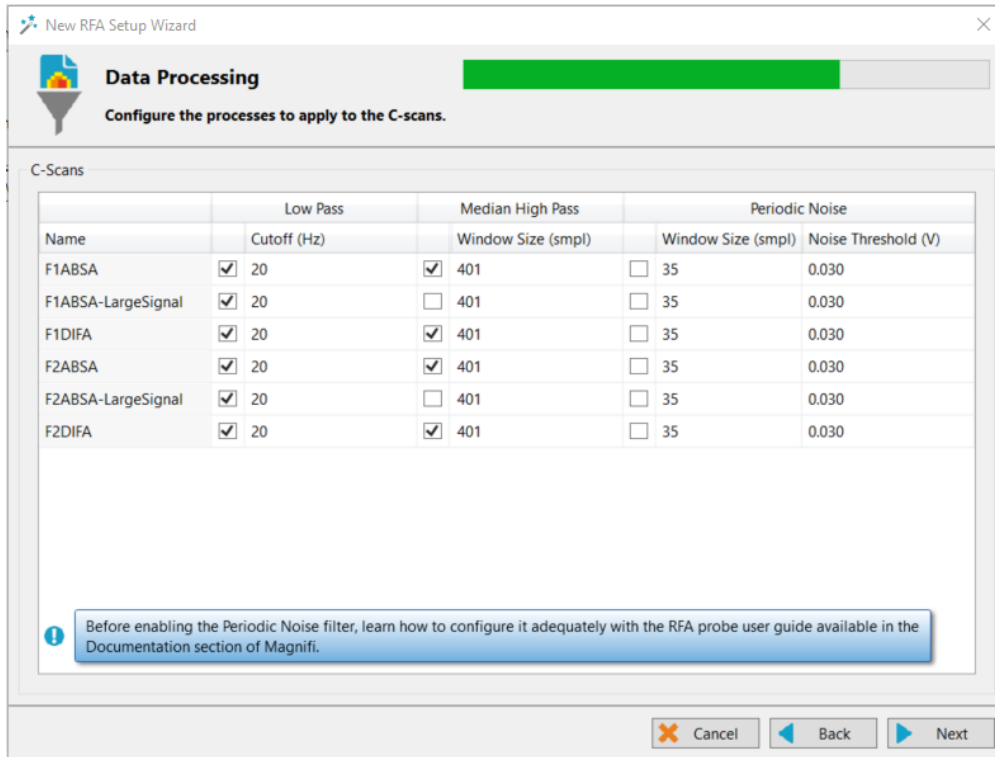 New RFA Setup Wizard
Data Processing
Configure the processes to apply to the C-scans.
C-Scans
Low Pass Median High Pass Periodic Noise
Name Cutoff (Hz) Window Size (smpl) Window Size (smpl) Noise Threshold (V)
F1ABSA 20 401 35 0.030
F1ABSA-LargeSignal 20 401 35 0.030
F1DIFA 20 401 35 0.030
F2ABSA 20 401 35 0.030
F2ABSA-LargeSignal 20 401 35 0.030
F2DIFA 20 401 35 0.030
Before enabling the Periodic Noise filter, learn how to configure it adequately with the RFA probe user guide available in the
Documentation section of Magnifi.
Cancel Back Next